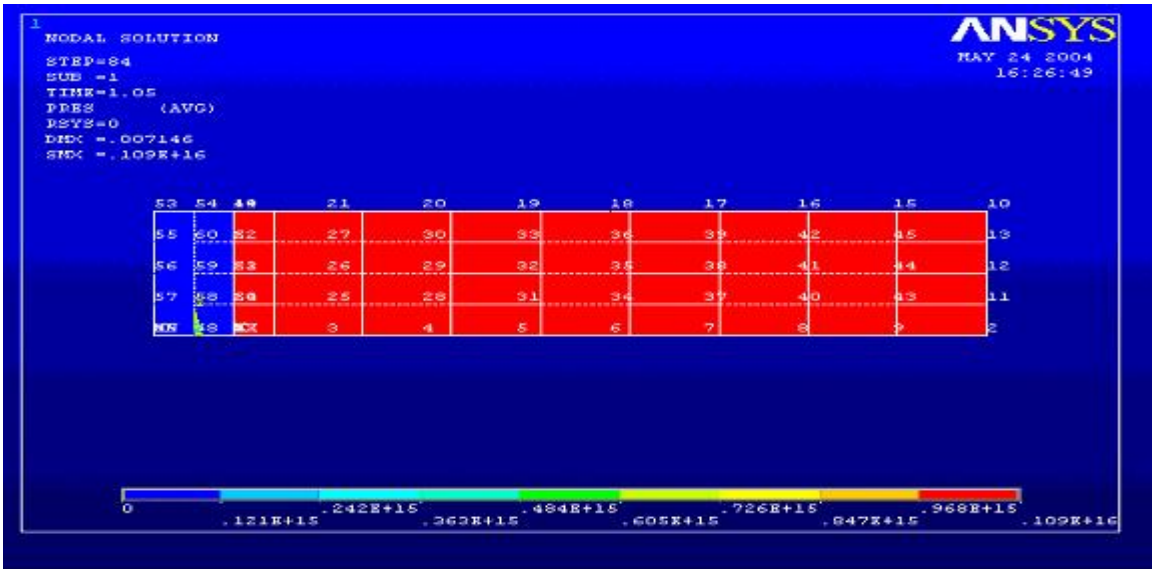 1
NODAL SOLUTION
STEP=84
SUB =1
TIME=1.05
PRES (AVG)
RSYS=0
DMX =.007146
SMX =.109E+16
ANSYS
MAY 24 2004
16:26:49
53 54 21 20 19 18 17 16 15 10
55 60 27 30 33 36 39 42 45 13
56 59 26 29 32 35 38 41 44 12
57 58 25 28 31 34 37 40 43 11
MN 48 MX 3 4 5 6 7 8 9 2
0 .242E+15 .484E+15 .726E+15 .968E+15
.121E+15 .363E+15 .605E+15 .847E+15 .109E+16